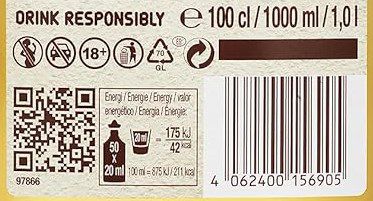 DRINK RESPONSIBLY e 100 cl / 1000 ml / 1,0 l
18+
70
GL
Energi / Energie / Energy / valor
energético / Energia / Énergie:
50
x
20 ml
20 ml
= 175 kJ
42 kcal
100 ml = 875 kJ / 211 kcal
97866
4 062400 156905